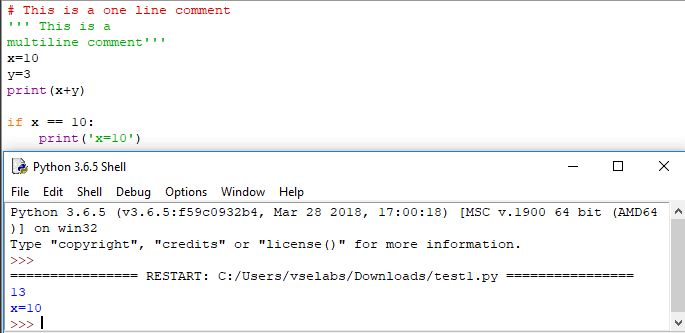 # This is a one line comment
''' This is a
multiline comment'''
x=10
y=3
print(x+y)
if x == 10:
    print('x=10')
Python 3.6.5 Shell
File Edit Shell Debug Options Window Help
Python 3.6.5 (v3.6.5:f59c0932b4, Mar 28 2018, 17:00:18) [MSC v.1900 64 bit (AMD64
)] on win32
Type "copyright", "credits" or "license()" for more information.
>>>
================ RESTART: C:/Users/vselabs/Downloads/test1.py ================
13
x=10
>>>